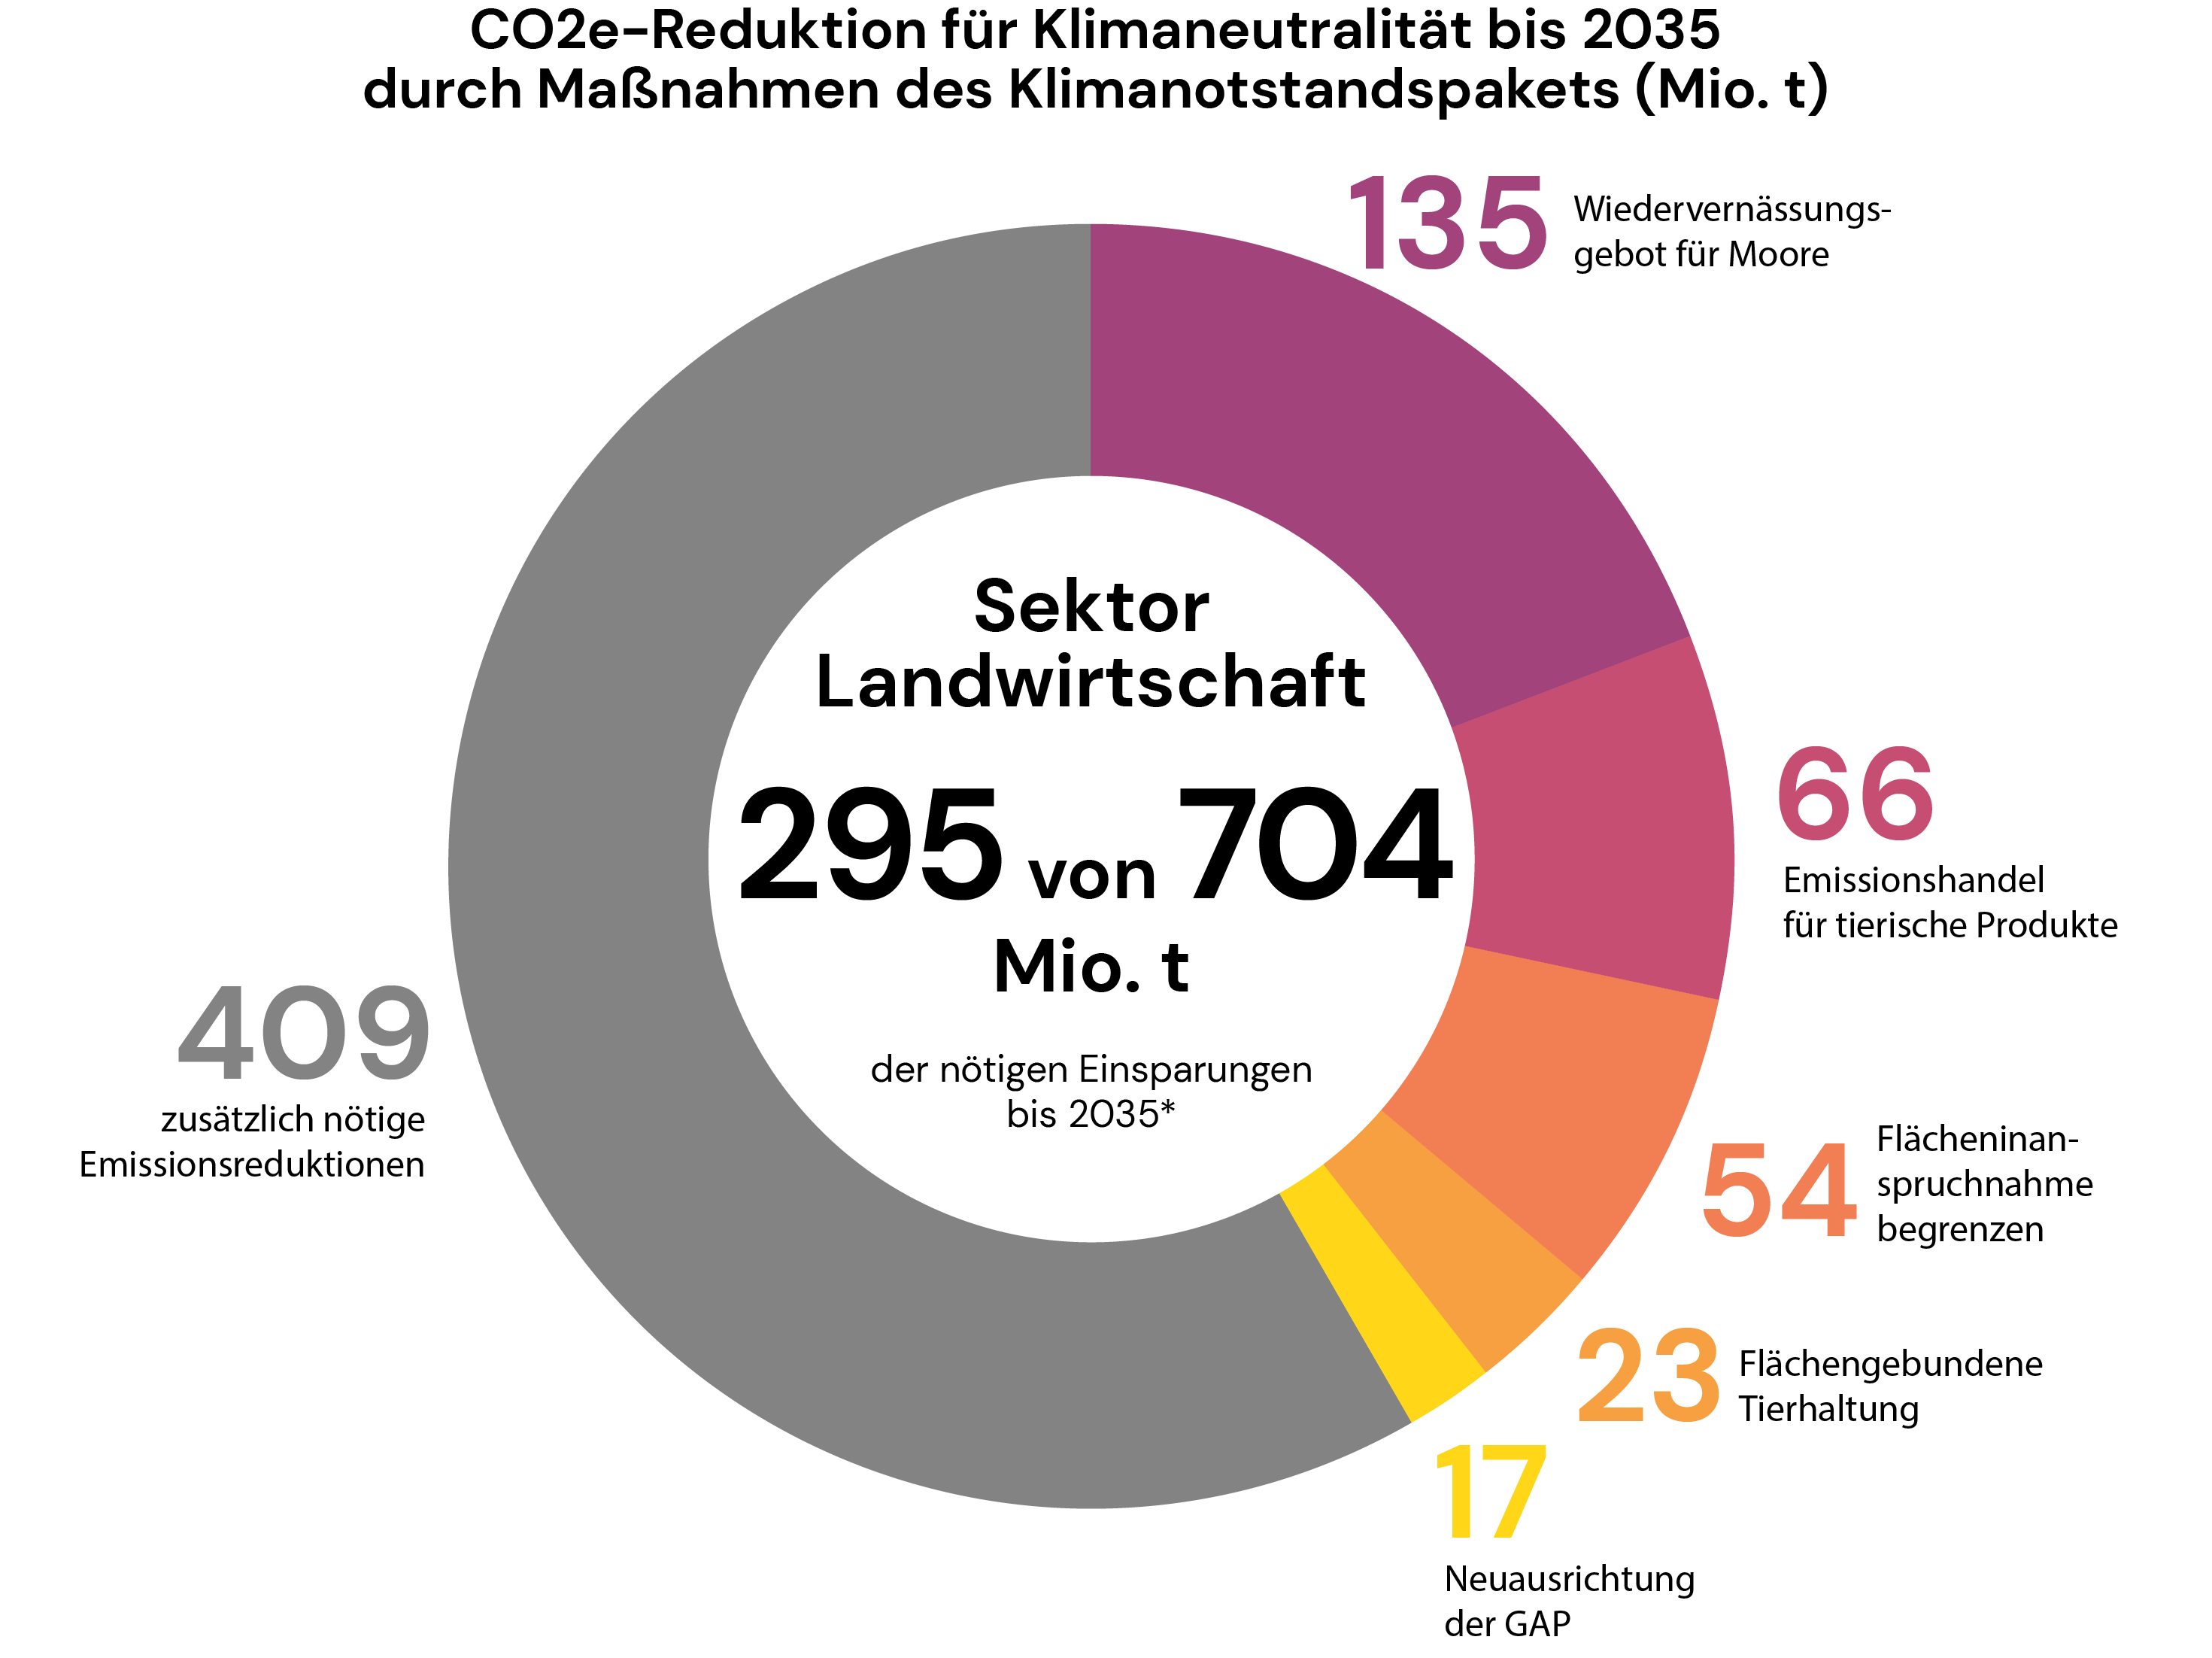 CO2e-Reduktion für Klimaneutralität bis 2035
durch Maßnahmen des Klimanotstandspakets (Mio. t)
135
Wiedervernässungs-
gebot für Moore
Sektor
Landwirtschaft
295 von 704
Mio. t
der nötigen Einsparungen
bis 2035*
66
Emissionshandel
für tierische Produkte
409
zusätzlich nötige
Emissionsreduktionen
54
Flächeninan-
spruchnahme
begrenzen
23
Flächengebundene
Tierhaltung
17
Neuausrichtung
der GAP